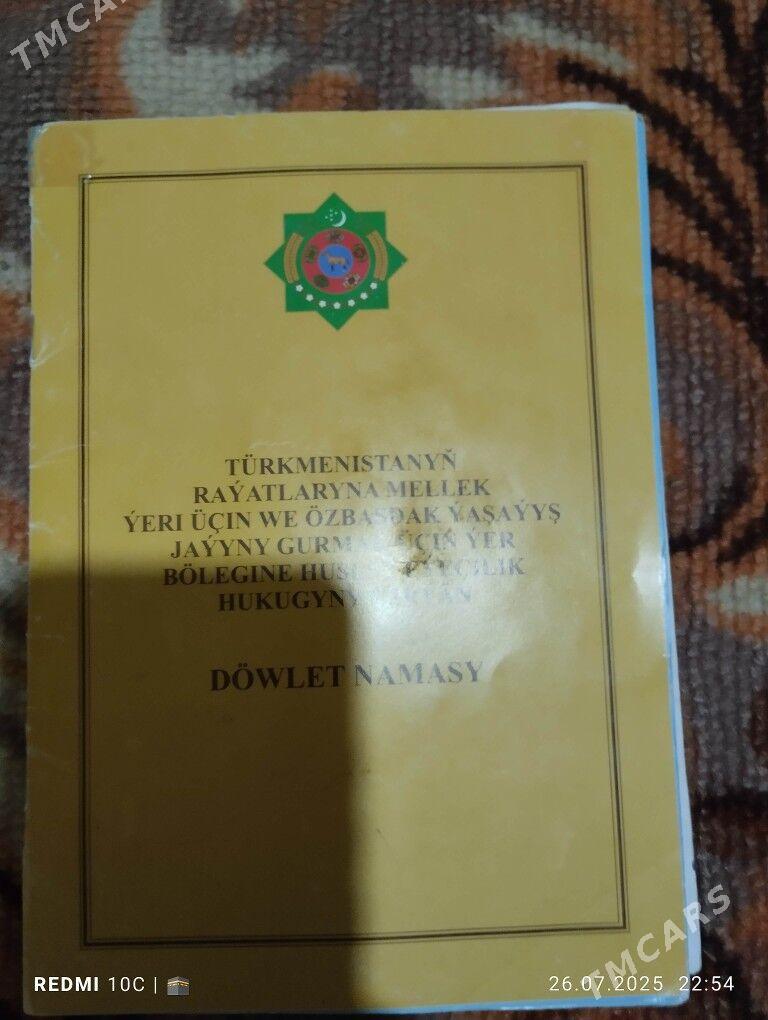 TMCARS
TÜRKMENISTANYŇ
RAÝATLARYNA MELLEK
ÝERI ÜÇIN WE ÖZBAŞDAK ÝAŞAÝYŞ
JAÝYNY ÜÇIN ÝER
BÖLEGINE
DÖWLET NAMASY
TMCARS
REDMI 10C |
26.07.2025 22:54